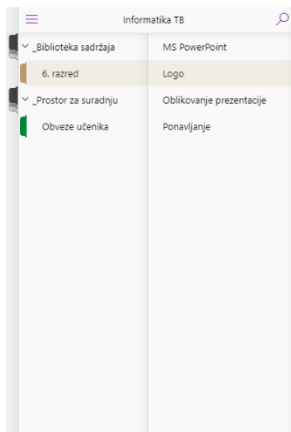 Informatika TB
_Biblioteka sadržaja
6. razred
_Prostor za suradnju
Obveze učenika
MS PowerPoint
Logo
Oblikovanje prezentacije
Ponavljanje